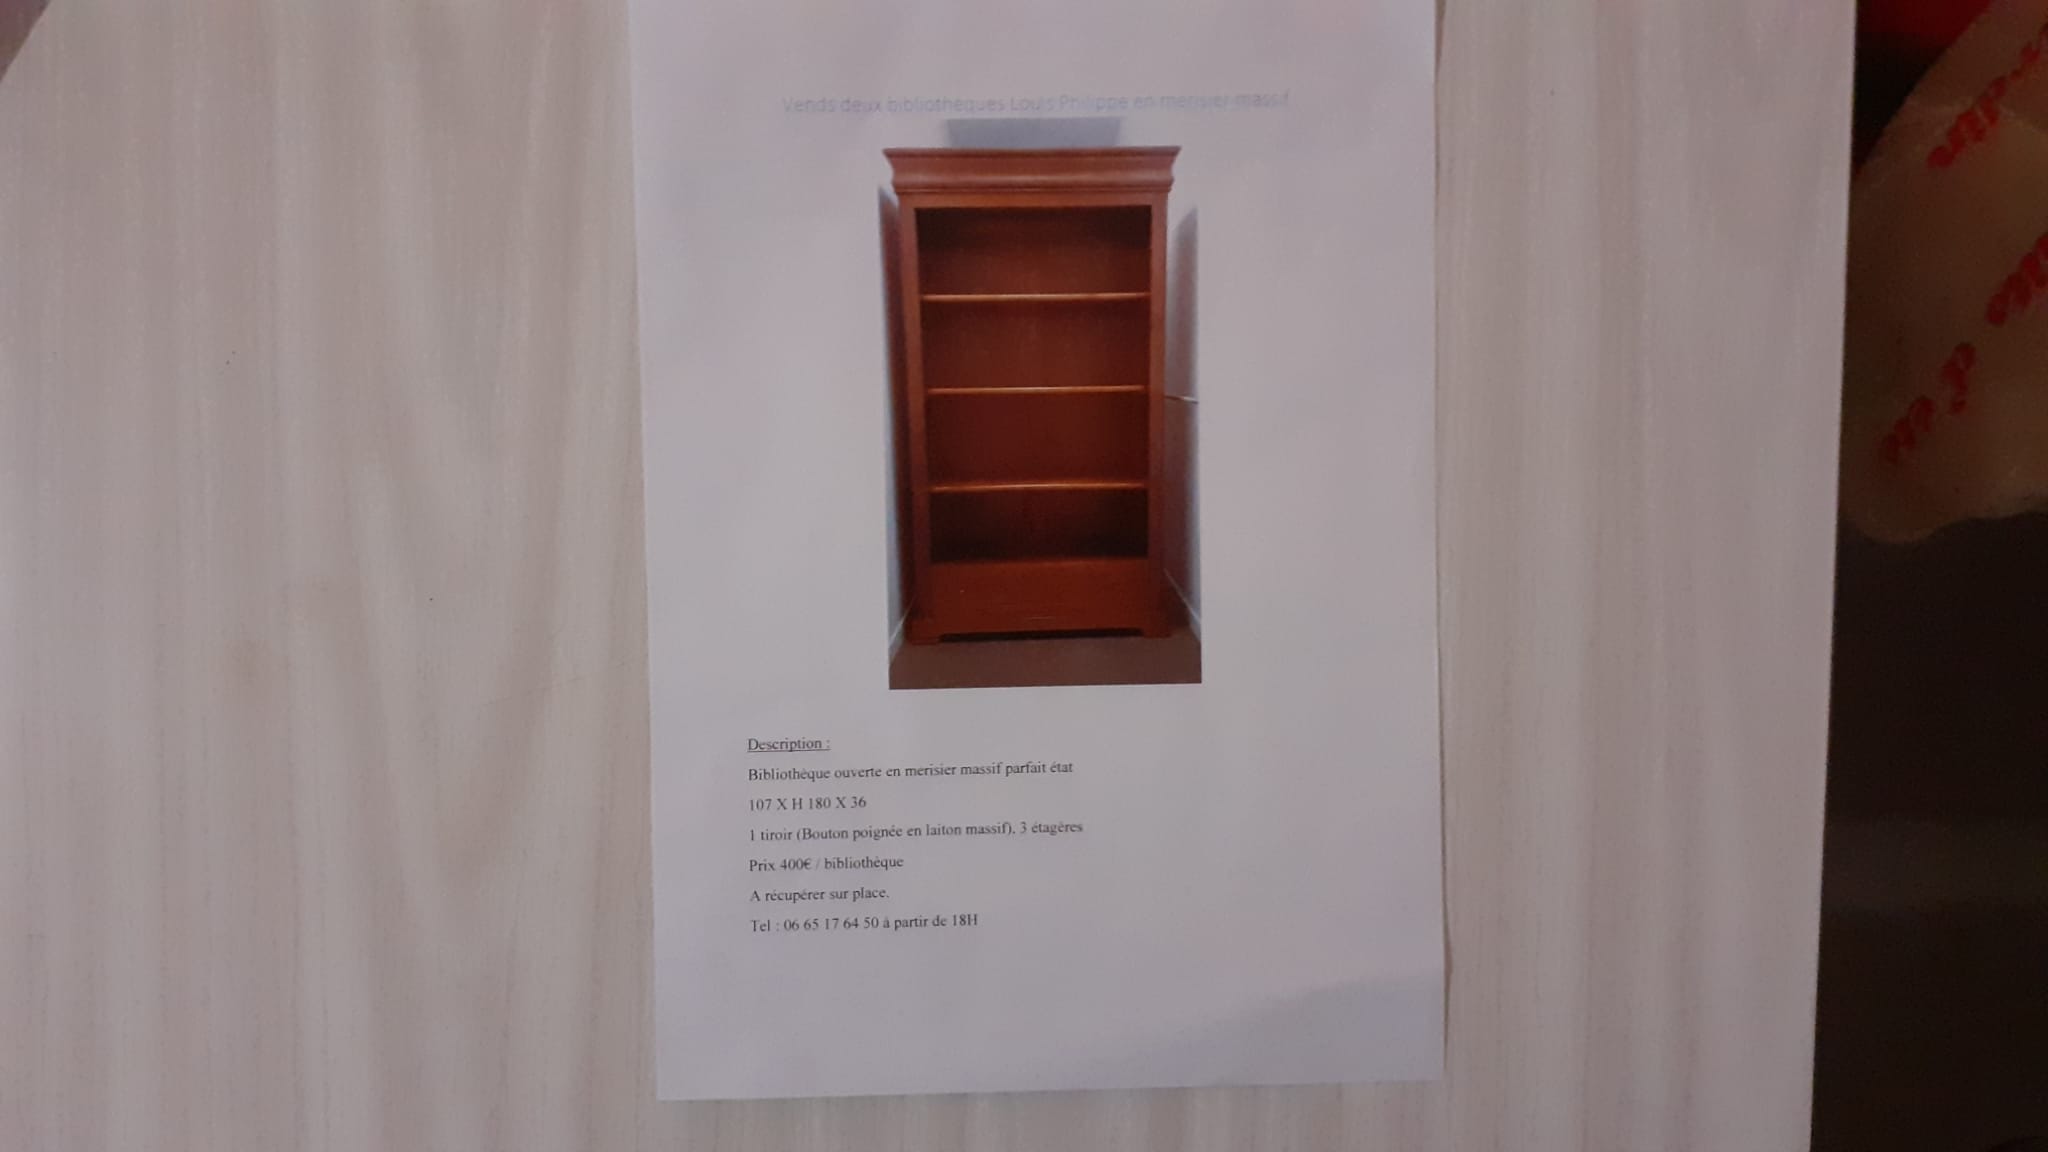 Vends deux bibliothèques Louis Philippe en merisier massif
Description :
Bibliothèque ouverte en merisier massif parfait état
107 X H 180 X 36
1 tiroir (Bouton poignée en laiton massif), 3 étagères
Prix 400€ / bibliothèque
A récupérer sur place.
Tel : 06 65 17 64 50 à partir de 18H